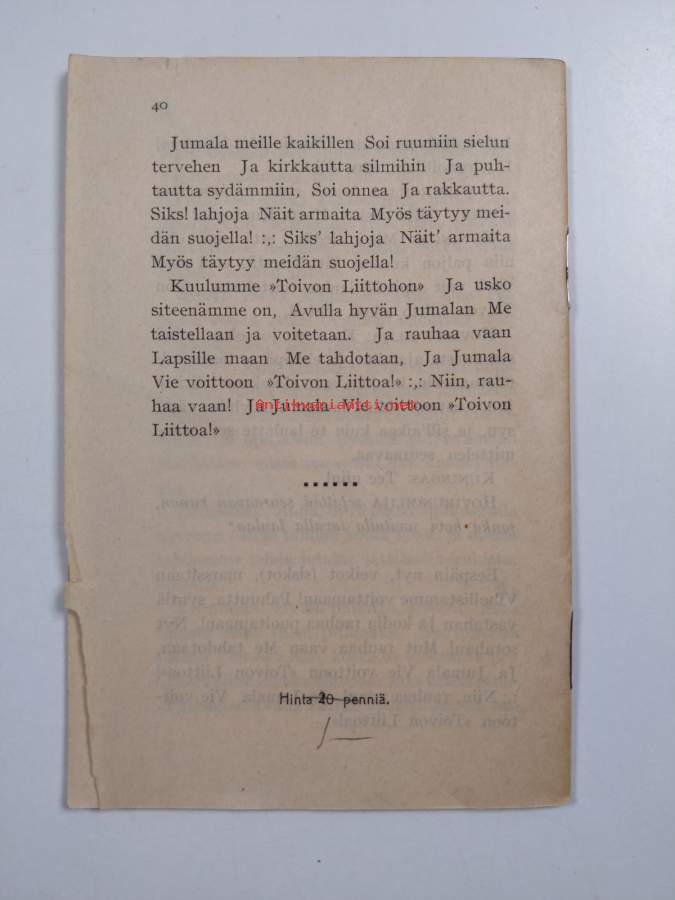 40
Jumala meille kaikillen Soi ruumiin sielun
tervehen Ja kirkkautta silmihin Ja puh-
tautta sydämmiin, Soi onnea Ja rakkautta.
Siks! lahjoja Näit armaita Myös täytyy mei-
dän suojella! :,: Siks' lahjoja Näit' armaita
Myös täytyy meidän suojella!
Kuulumme »Toivon Liittohon» Ja usko
siteenämme on, Avulla hyvän Jumalan Me
taistellaan ja voitetaan. Ja rauhaa vaan
Lapsille maan Me tahdotaan, Ja Jumala
Vie voittoon »Toivon Liittoa!» :,: Niin, rau-
haa vaan! Ja Jumala Vie voittoon »Toivon
antikvariaatti.net
Liittoa!»
Hinta penniä.